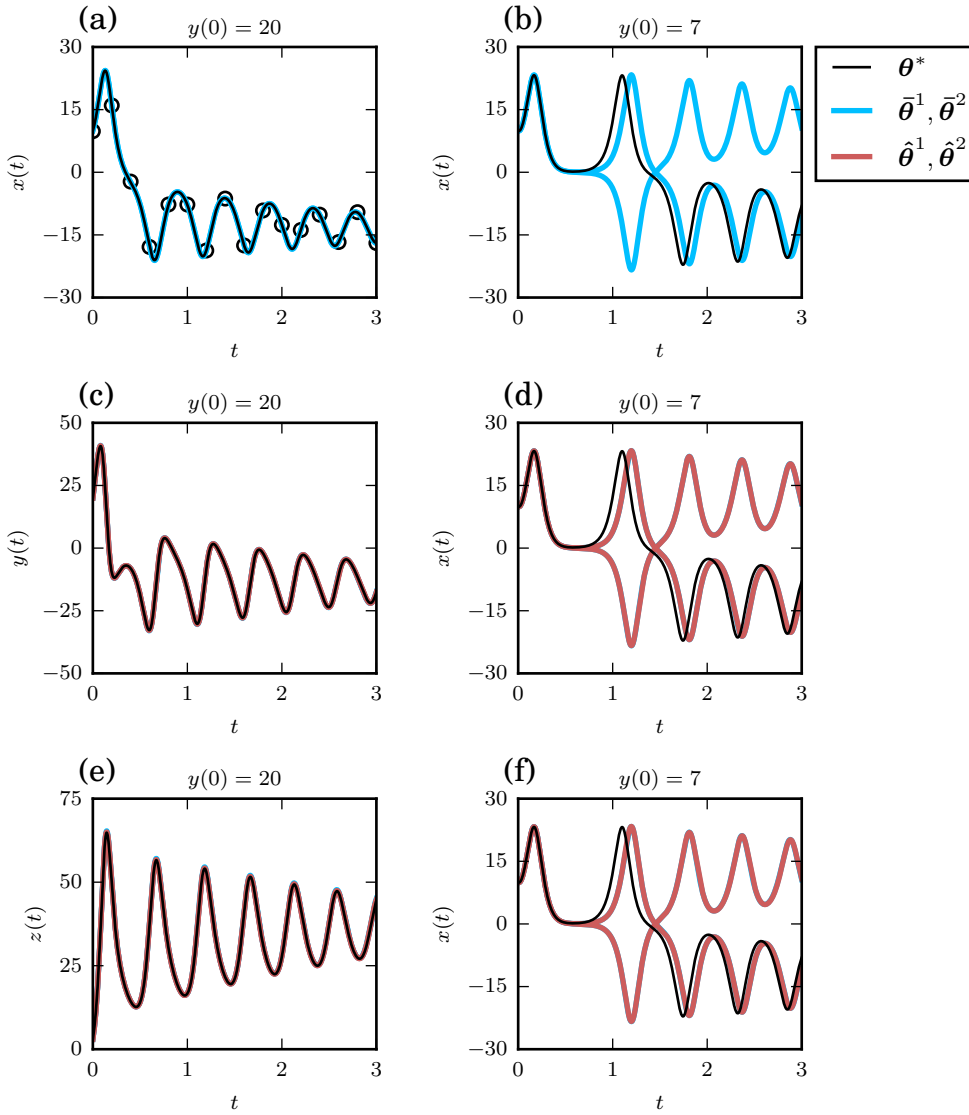 (a)
y(0) = 20
30
15
0
−15
−30
x(t)
0 1 2 3
t
(b)
y(0) = 7
30
15
0
−15
−30
x(t)
0 1 2 3
t
θ*
θ̄¹, θ̄²
θ̂¹, θ̂²
(c)
y(0) = 20
50
25
0
−25
−50
y(t)
0 1 2 3
t
(d)
y(0) = 7
30
15
0
−15
−30
x(t)
0 1 2 3
t
(e)
y(0) = 20
75
50
25
0
z(t)
0 1 2 3
t
(f)
y(0) = 7
30
15
0
−15
−30
x(t)
0 1 2 3
t